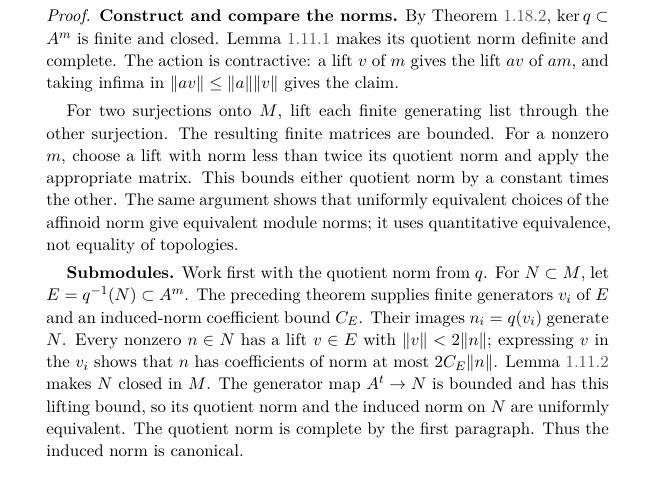 Proof. Construct and compare the norms. By Theorem 1.18.2, ker q ⊂
Aᵐ is finite and closed. Lemma 1.11.1 makes its quotient norm definite and
complete. The action is contractive: a lift v of m gives the lift av of am, and
taking infima in ‖av‖ ≤ ‖a‖‖v‖ gives the claim.
For two surjections onto M, lift each finite generating list through the
other surjection. The resulting finite matrices are bounded. For a nonzero
m, choose a lift with norm less than twice its quotient norm and apply the
appropriate matrix. This bounds either quotient norm by a constant times
the other. The same argument shows that uniformly equivalent choices of the
affinoid norm give equivalent module norms; it uses quantitative equivalence,
not equality of topologies.
Submodules. Work first with the quotient norm from q. For N ⊂ M, let
E = q⁻¹(N) ⊂ Aᵐ. The preceding theorem supplies finite generators vᵢ of E
and an induced-norm coefficient bound C_E. Their images nᵢ = q(vᵢ) generate
N. Every nonzero n ∈ N has a lift v ∈ E with ‖v‖ < 2‖n‖; expressing v in
the vᵢ shows that n has coefficients of norm at most 2C_E‖n‖. Lemma 1.11.2
makes N closed in M. The generator map Aᵗ → N is bounded and has this
lifting bound, so its quotient norm and the induced norm on N are uniformly
equivalent. The quotient norm is complete by the first paragraph. Thus the
induced norm is canonical.